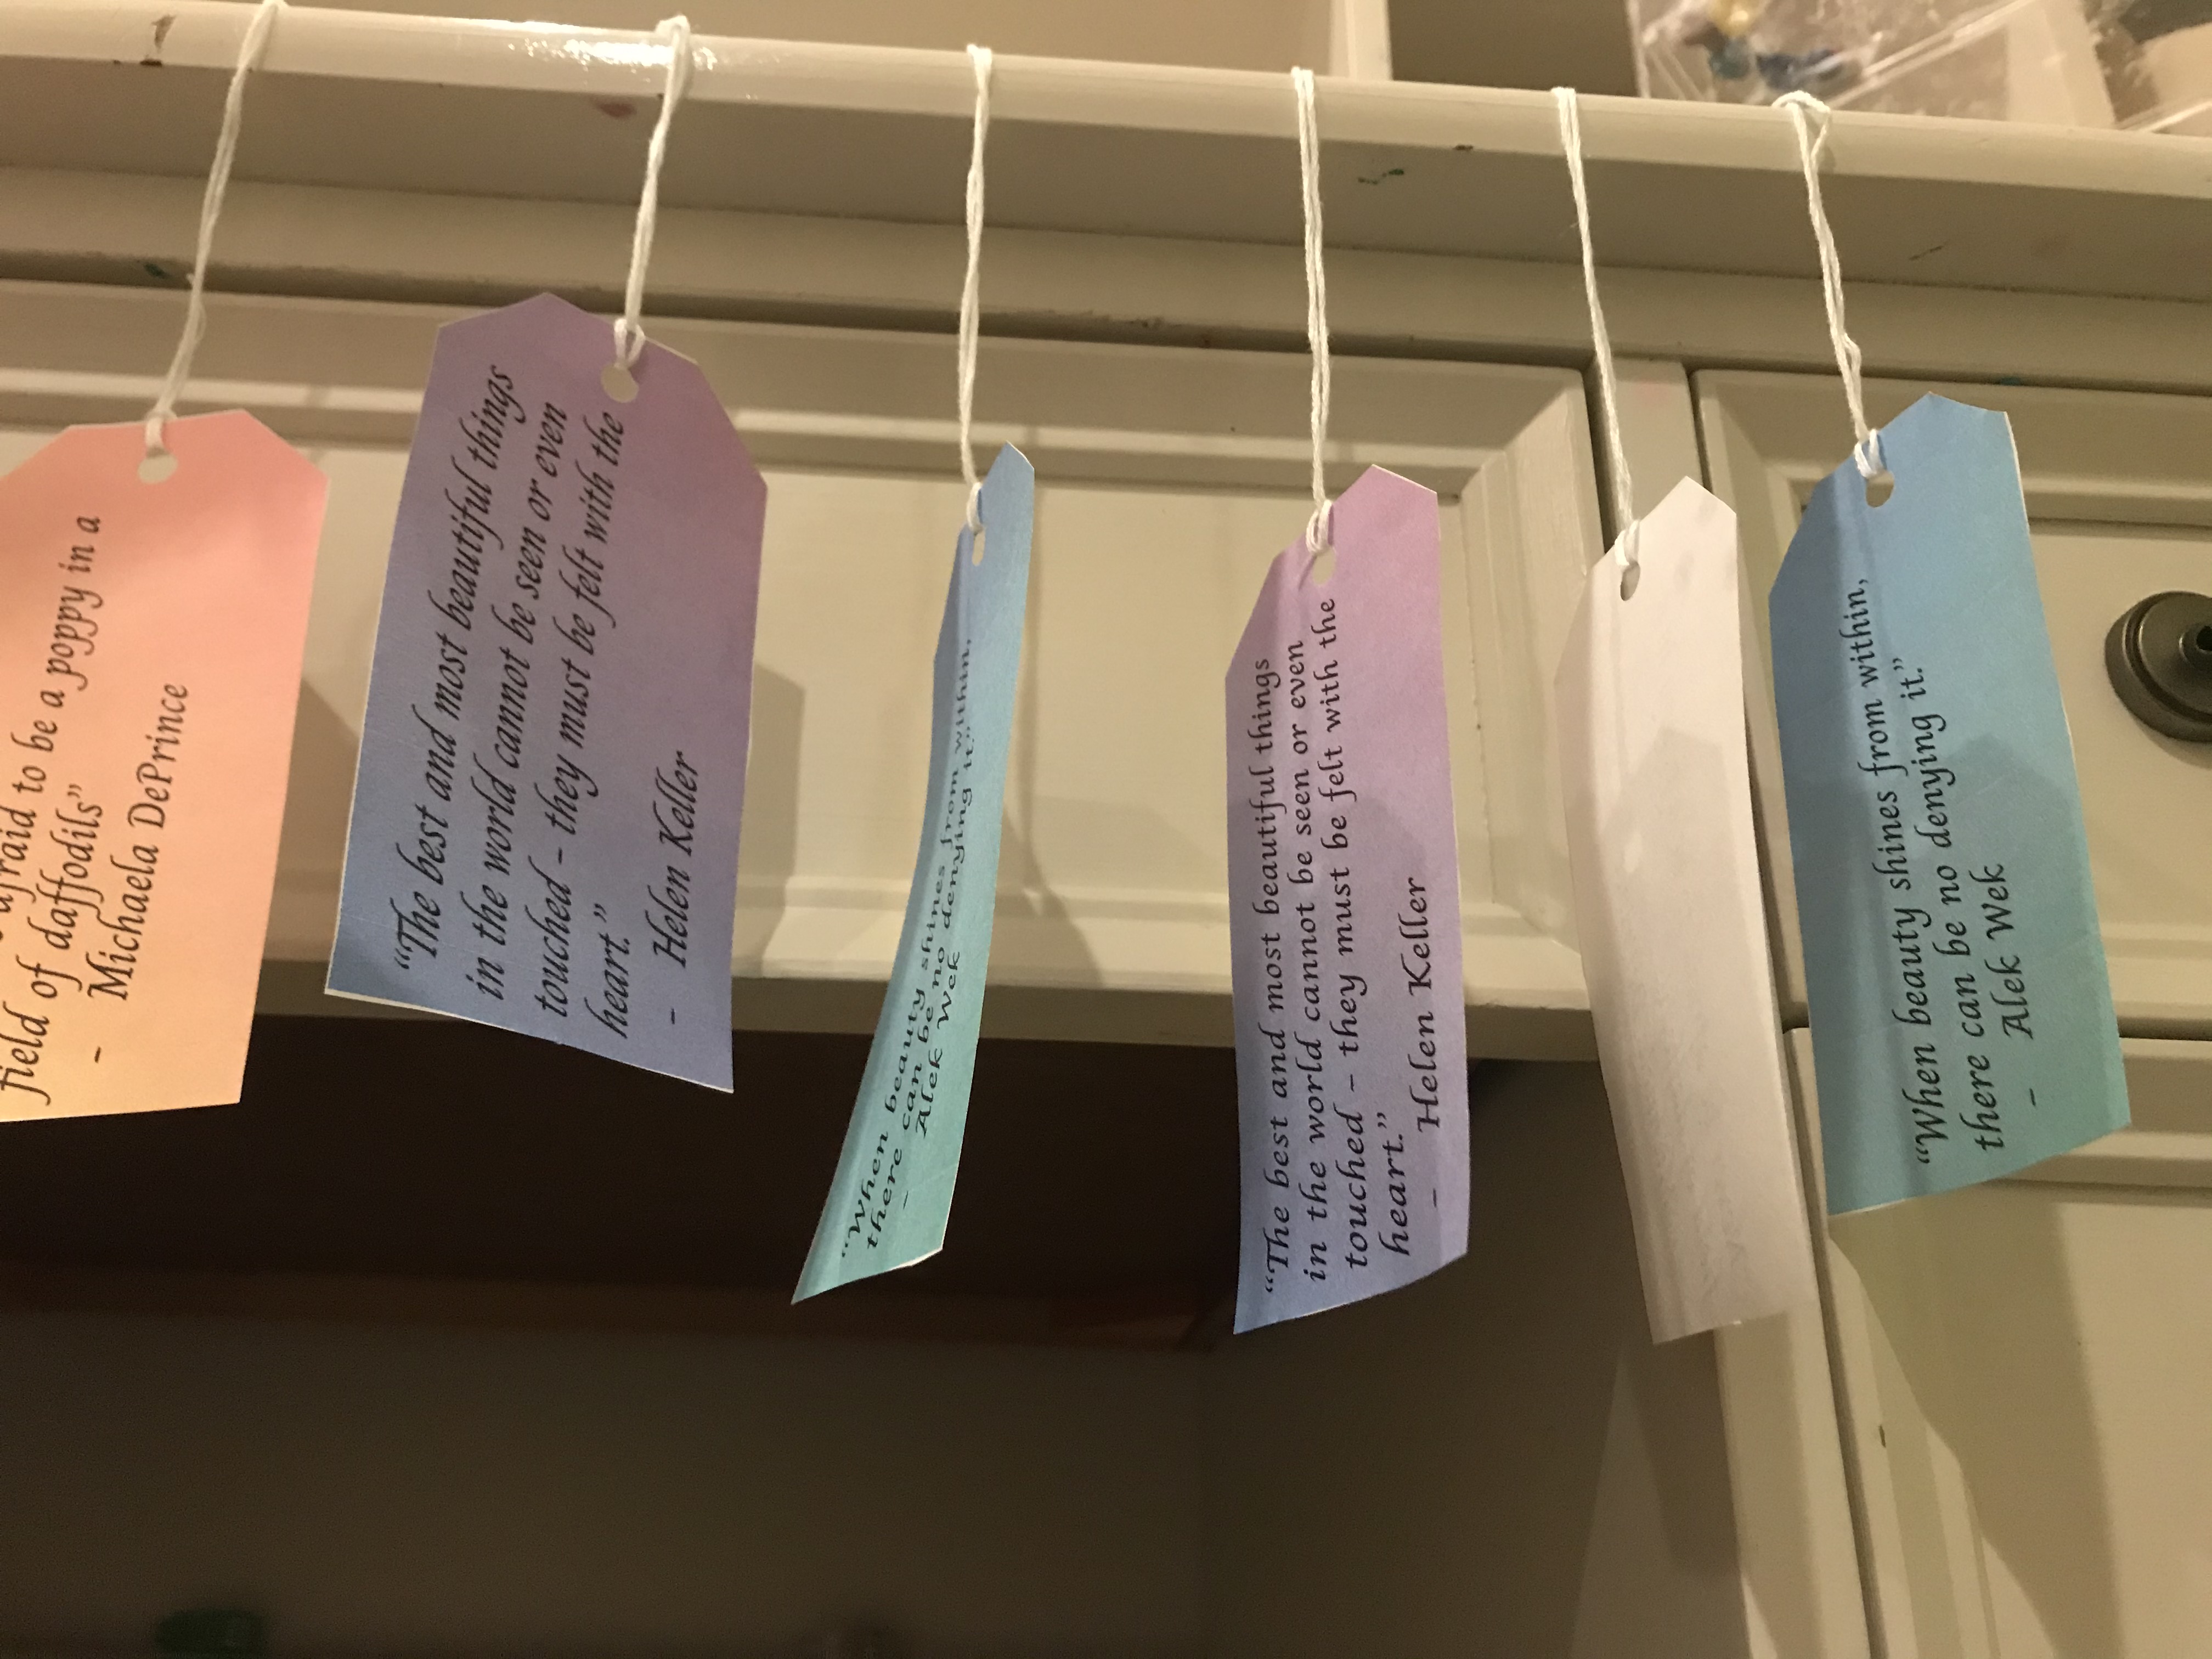 afraid to be a poppy in a
field of daffodils”
- Michaela DePrince
“The best and most beautiful things
in the world cannot be seen or even
touched – they must be felt with the
heart.”
- Helen Keller
“When beauty shines from within,
there can be no denying it.”
- Alek Wek
“The best and most beautiful things
in the world cannot be seen or even
touched – they must be felt with the
heart.”
- Helen Keller
“When beauty shines from within,
there can be no denying it.”
- Alek Wek